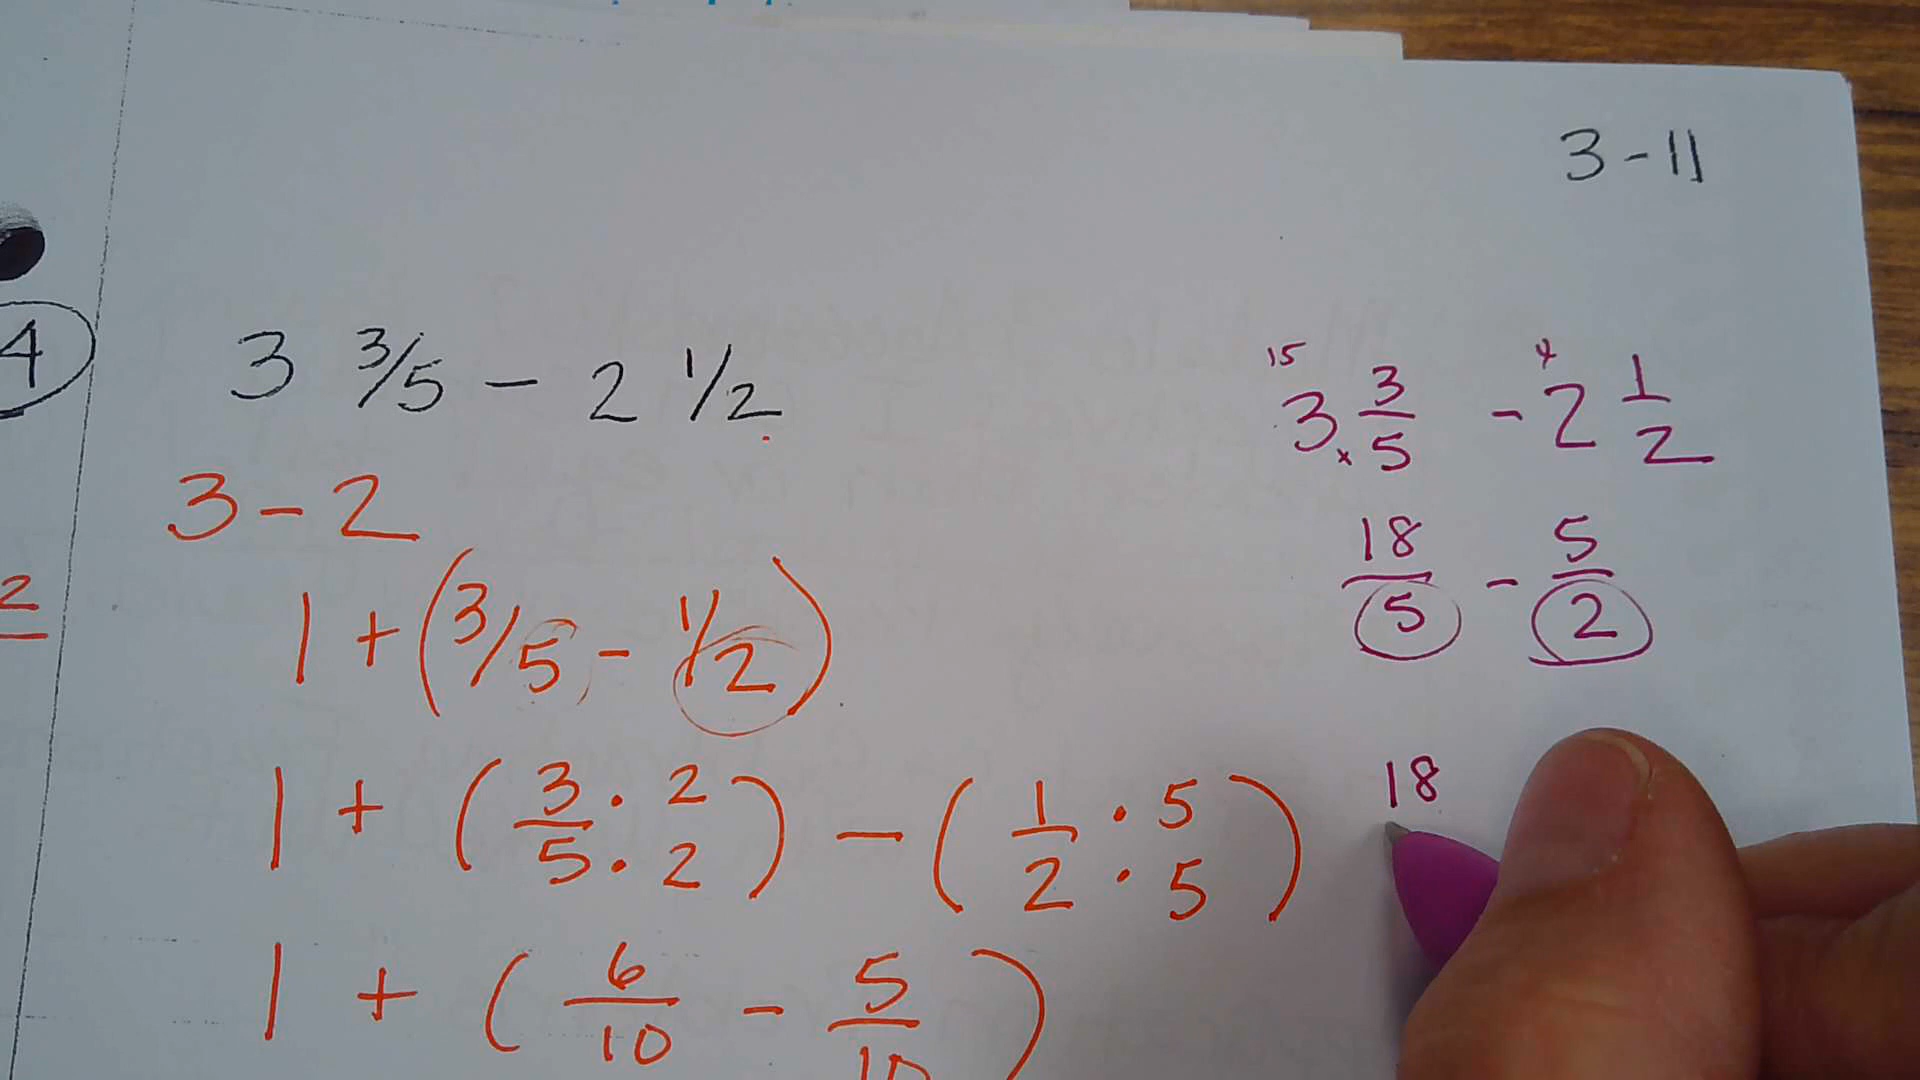 3-11
4
3 3/5 - 2 1/2
3 - 2
2
1 + (3/5 - 1/2)
1 + (3/5 · 2/2) - (1/2 · 5/5)
1 + (6/10 - 5/10)
15 4
3 x 3/5 - 2 1/2
18/5 - 5/2
18